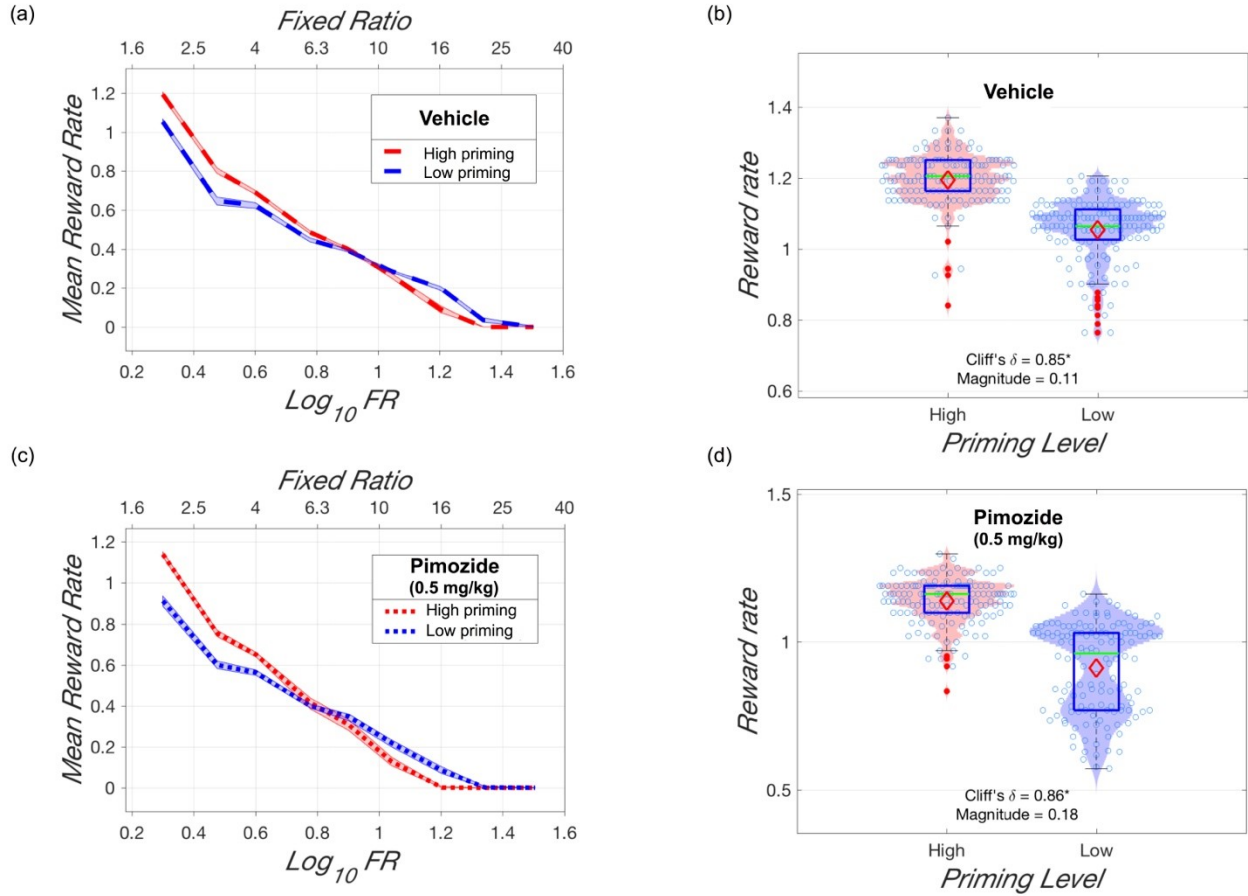 (a)
Fixed Ratio
1.6 2.5 4 6.3 10 16 25 40
1.2
1
0.8
0.6
0.4
0.2
0
Mean Reward Rate
Vehicle
High priming
Low priming
0.2 0.4 0.6 0.8 1 1.2 1.4 1.6
Log10 FR
(b)
Vehicle
1.4
1.2
1
0.8
0.6
Reward rate
Cliff's δ = 0.85*
Magnitude = 0.11
High Low
Priming Level
(c)
Fixed Ratio
1.6 2.5 4 6.3 10 16 25 40
1.2
1
0.8
0.6
0.4
0.2
0
Mean Reward Rate
Pimozide
(0.5 mg/kg)
High priming
Low priming
0.2 0.4 0.6 0.8 1 1.2 1.4 1.6
Log10 FR
(d)
Pimozide
(0.5 mg/kg)
1.5
1
0.5
Reward rate
Cliff's δ = 0.86*
Magnitude = 0.18
High Low
Priming Level